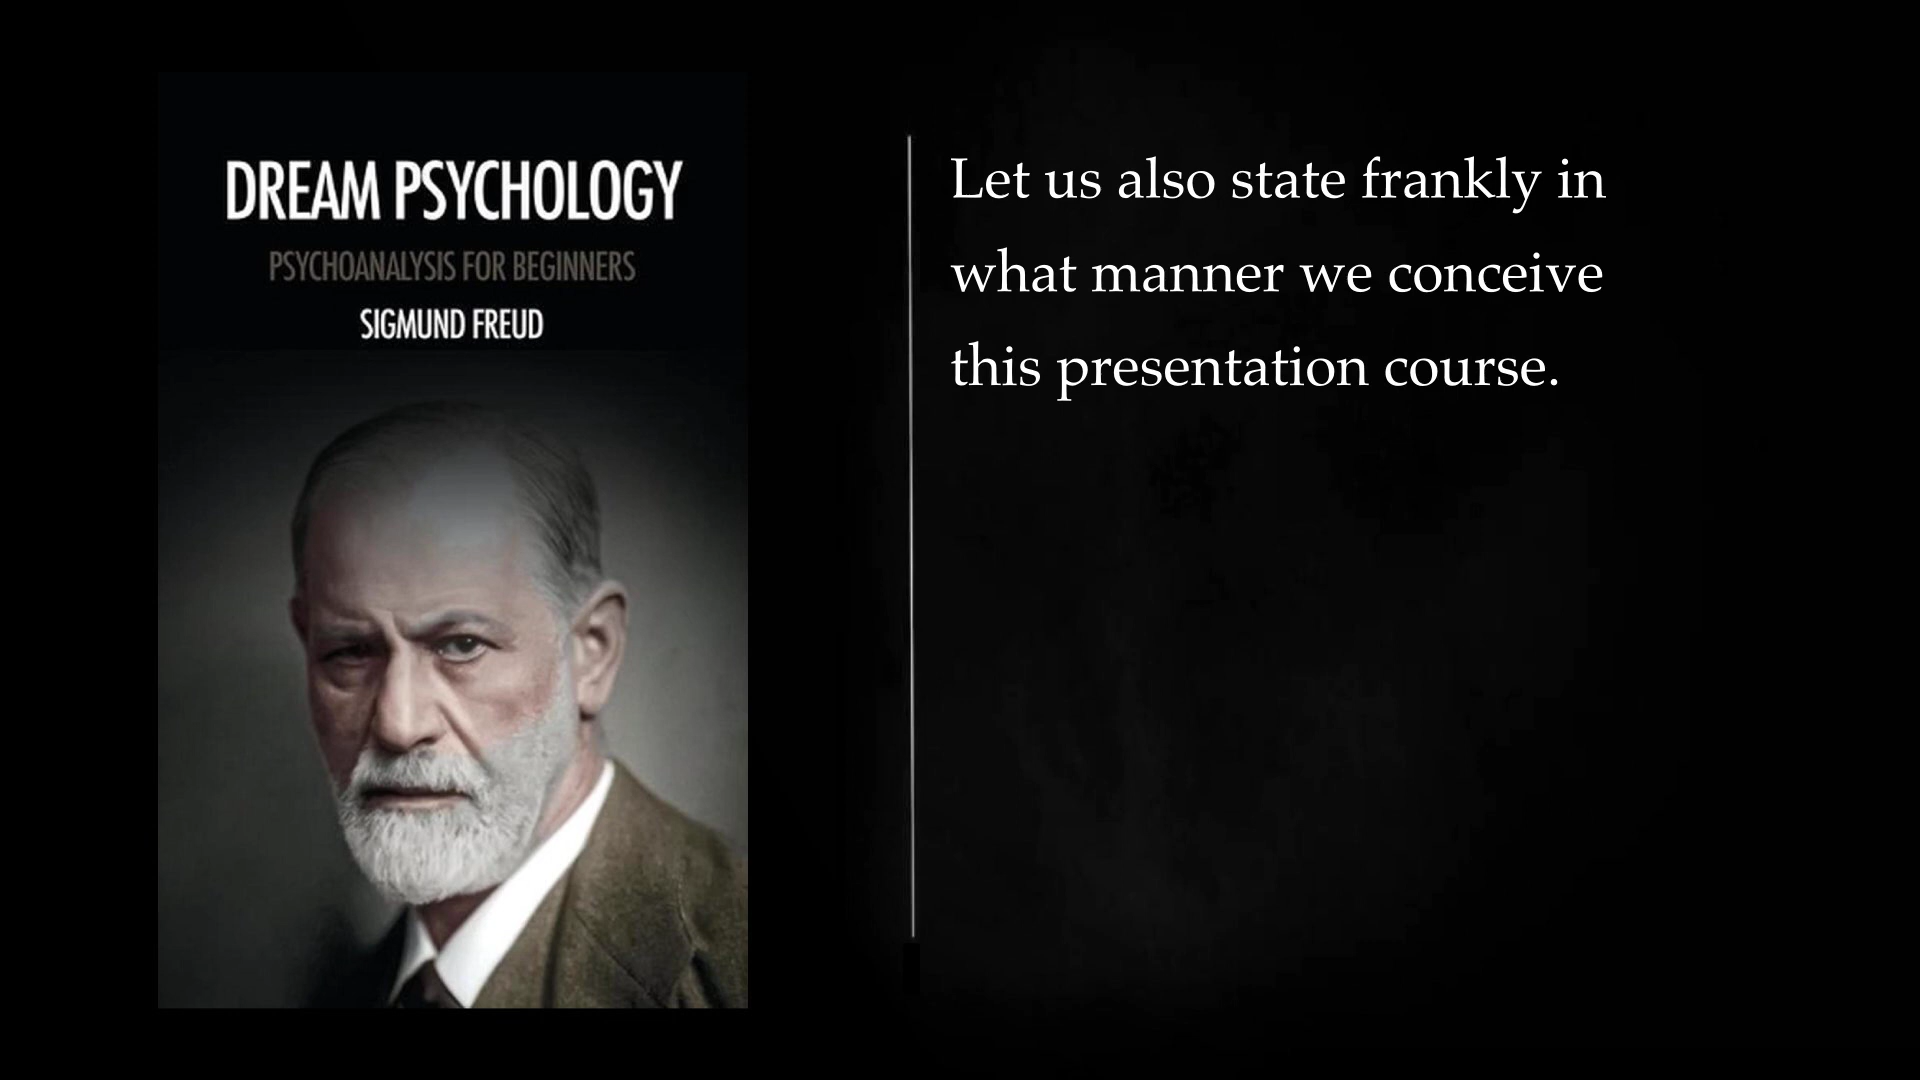 DREAM PSYCHOLOGY
PSYCHOANALYSIS FOR BEGINNERS
SIGMUND FREUD
Let us also state frankly in
what manner we conceive
this presentation course.